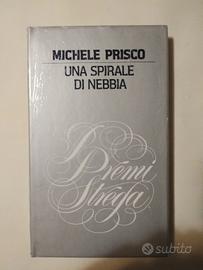 MICHELE PRISCO
UNA SPIRALE
DI NEBBIA
I Premi
Strega
subito